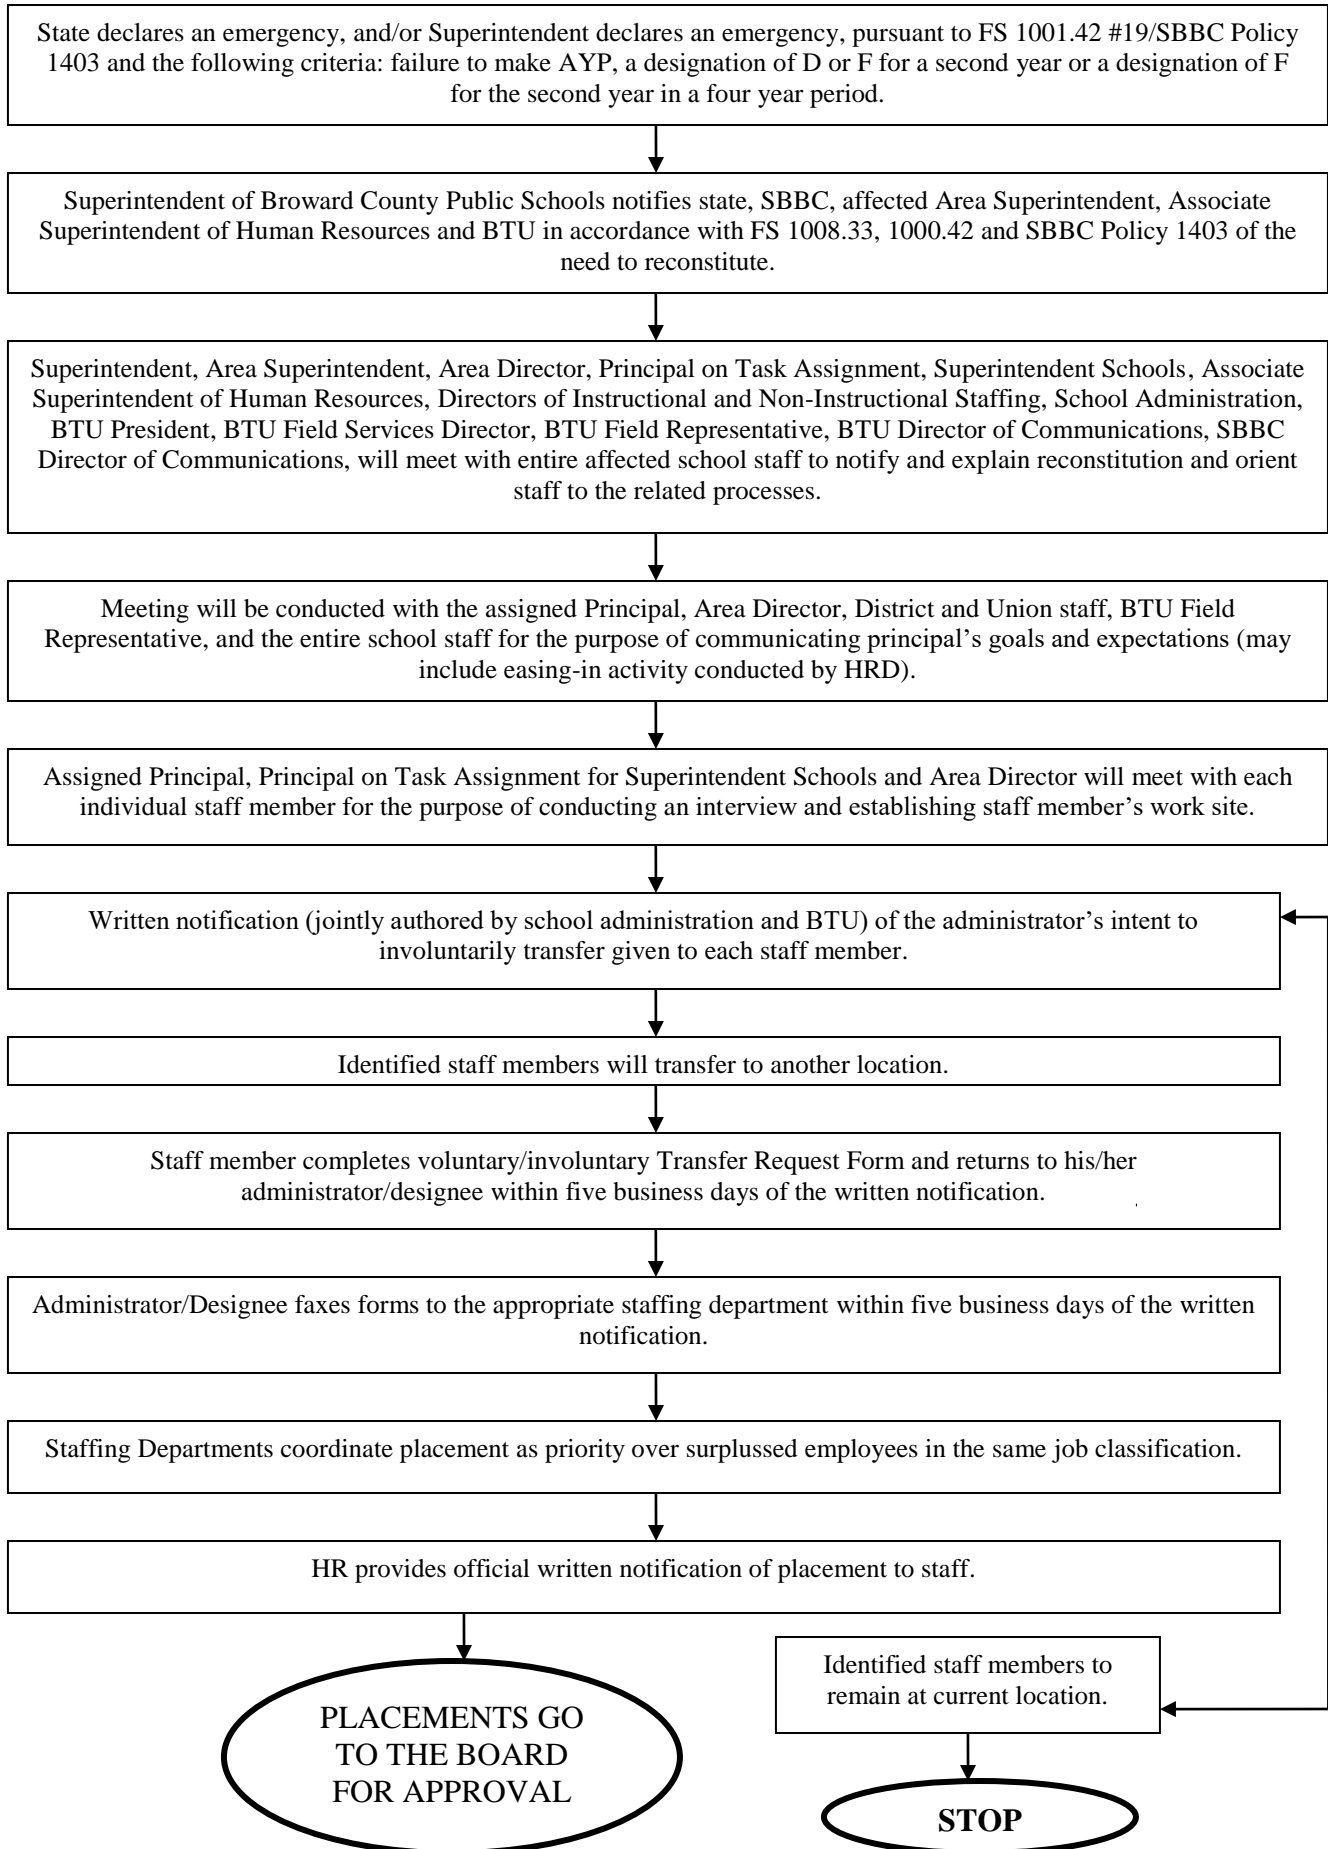 State declares an emergency, and/or Superintendent declares an emergency, pursuant to FS 1001.42 #19/SBBC Policy
1403 and the following criteria: failure to make AYP, a designation of D or F for a second year or a designation of F
for the second year in a four year period.
Superintendent of Broward County Public Schools notifies state, SBBC, affected Area Superintendent, Associate
Superintendent of Human Resources and BTU in accordance with FS 1008.33, 1000.42 and SBBC Policy 1403 of the
need to reconstitute.
Superintendent, Area Superintendent, Area Director, Principal on Task Assignment, Superintendent Schools, Associate
Superintendent of Human Resources, Directors of Instructional and Non-Instructional Staffing, School Administration,
BTU President, BTU Field Services Director, BTU Field Representative, BTU Director of Communications, SBBC
Director of Communications, will meet with entire affected school staff to notify and explain reconstitution and orient
staff to the related processes.
Meeting will be conducted with the assigned Principal, Area Director, District and Union staff, BTU Field
Representative, and the entire school staff for the purpose of communicating principal's goals and expectations (may
include easing-in activity conducted by HRD).
Assigned Principal, Principal on Task Assignment for Superintendent Schools and Area Director will meet with each
individual staff member for the purpose of conducting an interview and establishing staff member's work site.
Written notification (jointly authored by school administration and BTU) of the administrator's intent to
involuntarily transfer given to each staff member.
Identified staff members will transfer to another location.
Staff member completes voluntary/involuntary Transfer Request Form and returns to his/her
administrator/designee within five business days of the written notification.
Administrator/Designee faxes forms to the appropriate staffing department within five business days of the written
notification.
Staffing Departments coordinate placement as priority over surplussed employees in the same job classification.
HR provides official written notification of placement to staff.
PLACEMENTS GO
TO THE BOARD
FOR APPROVAL
Identified staff members to
remain at current location.
STOP